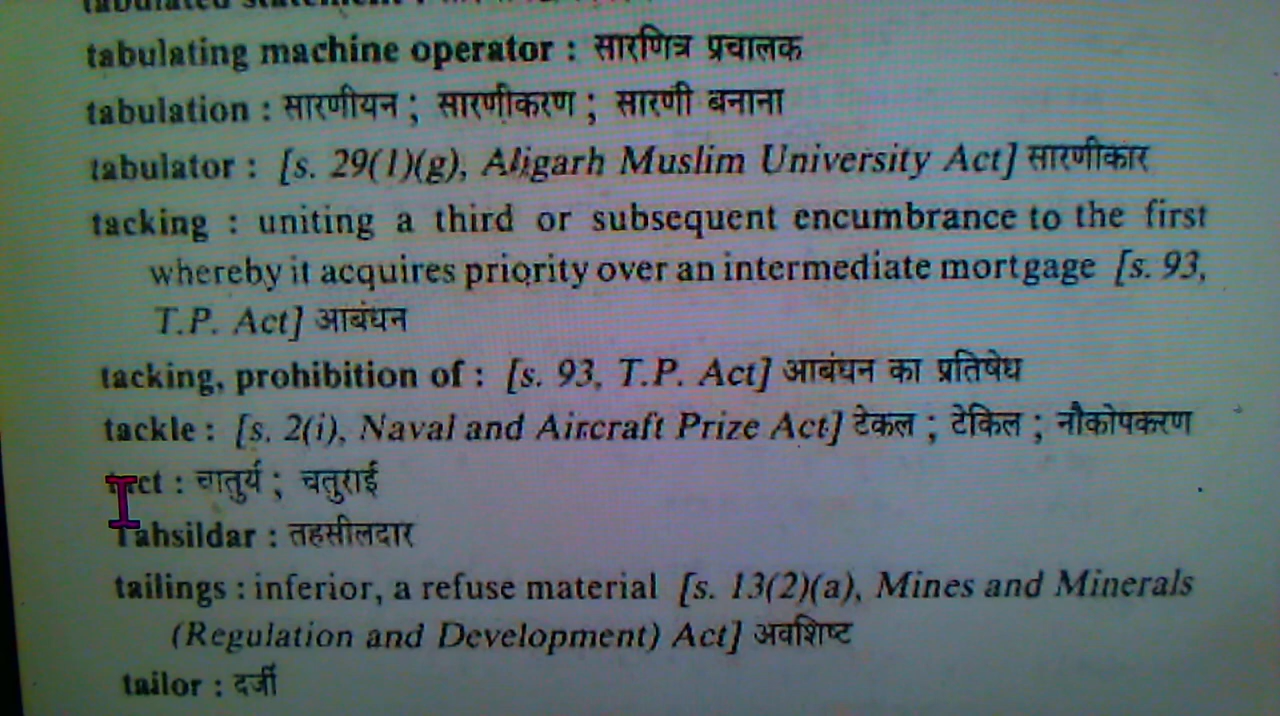 tabulated statement :
tabulating machine operator : सारणित्र प्रचालक
tabulation : सारणीयन ; सारणीकरण ; सारणी बनाना
tabulator : [s. 29(1)(g), Aligarh Muslim University Act] सारणीकार
tacking : uniting a third or subsequent encumbrance to the first
whereby it acquires priority over an intermediate mortgage [s. 93,
T.P. Act] आबंधन
tacking, prohibition of : [s. 93, T.P. Act] आबंधन का प्रतिषेध
tackle : [s. 2(i), Naval and Aircraft Prize Act] टेकल ; टेकिल ; नौकोपकरण
tact : चातुर्य ; चतुराई
Tahsildar : तहसीलदार
tailings : inferior, a refuse material [s. 13(2)(a), Mines and Minerals
(Regulation and Development) Act] अवशिष्ट
tailor : दर्जी